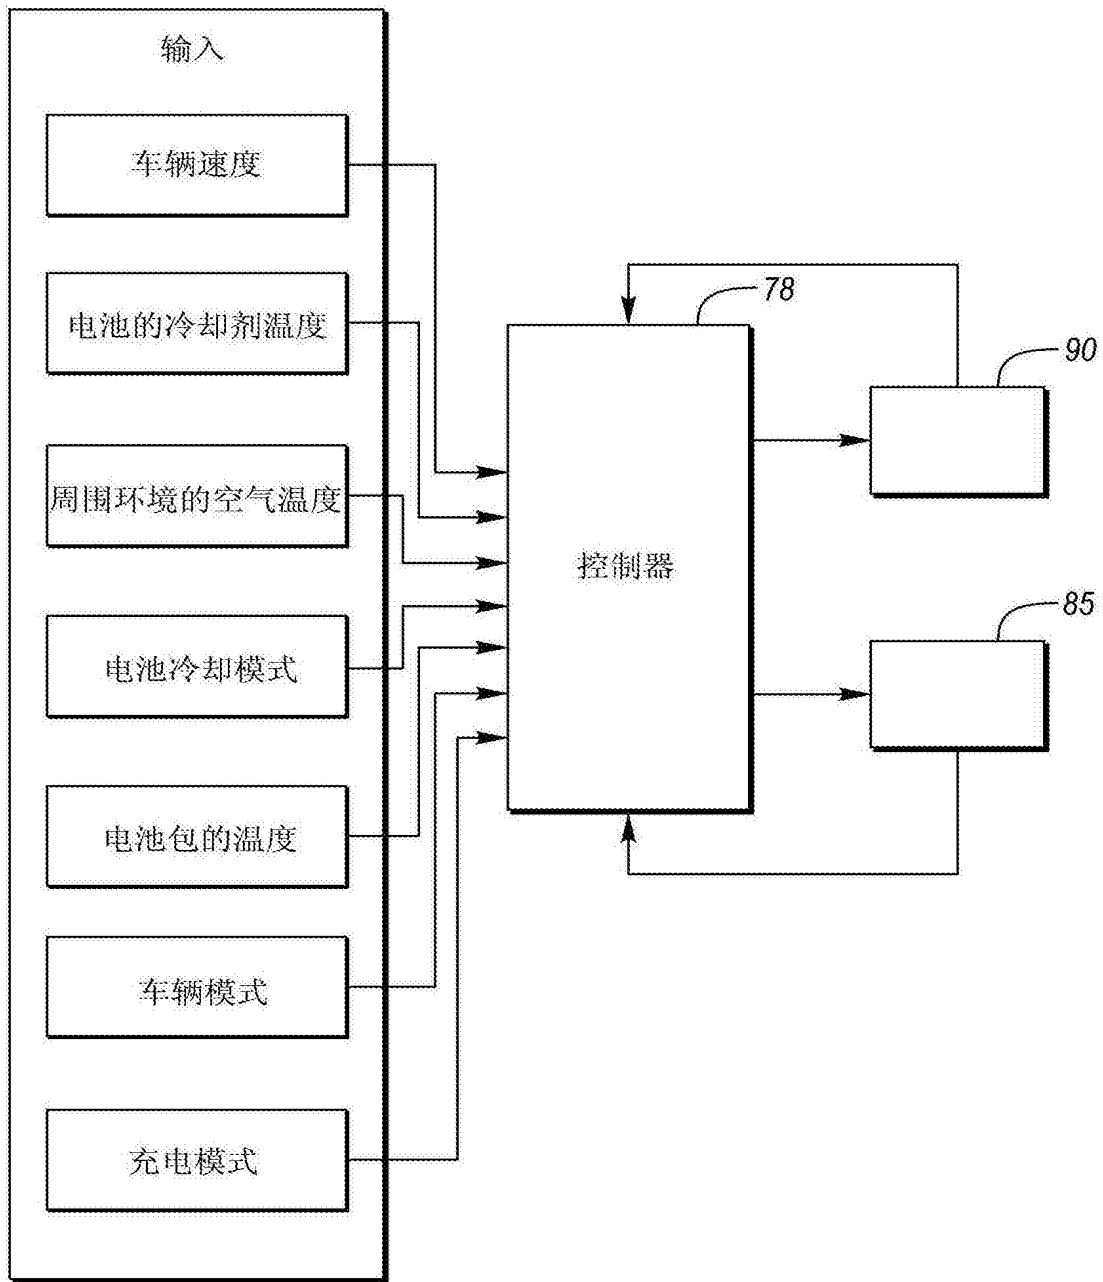 输入
车辆速度
电池的冷却剂温度
周围环境的空气温度
电池冷却模式
电池包的温度
车辆模式
充电模式
控制器
78
90
85